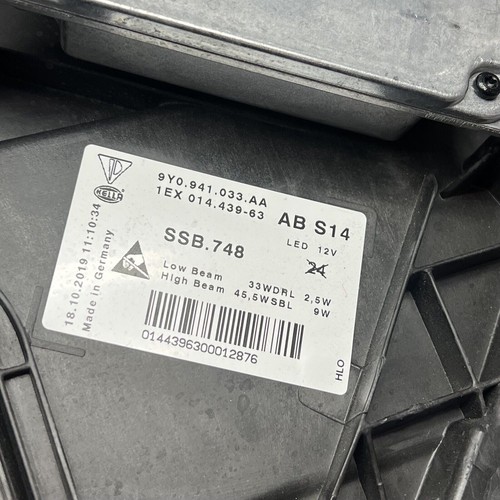 9Y0.941.033.AA
1EX 014.439-63
AB S14
LED 12V
24
SSB.748
Low Beam 33WDRL 2,5W
High Beam 45,5WSBL 9W
0144396300012876
HELLA
18.10.2019 11:10:34
Made in Germany
HLO